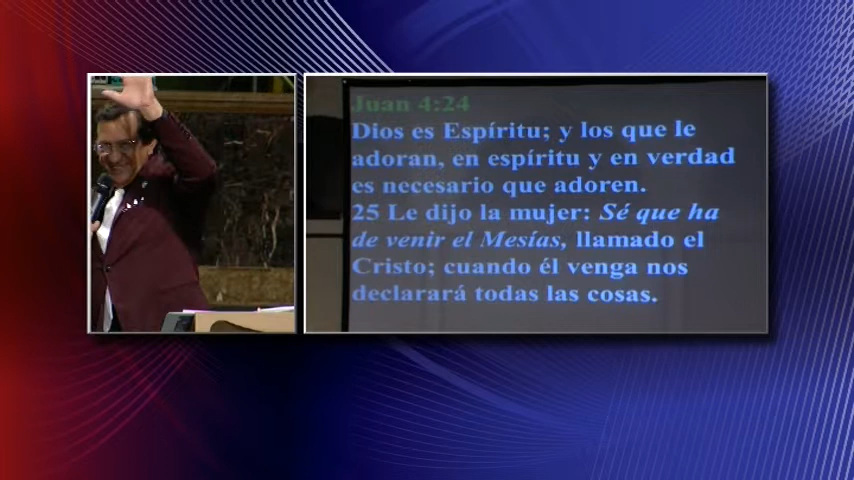 Juan 4:24
Dios es Espíritu; y los que le
adoran, en espíritu y en verdad
es necesario que adoren.
25 Le dijo la mujer: Sé que ha
de venir el Mesías, llamado el
Cristo; cuando él venga nos
declarará todas las cosas.